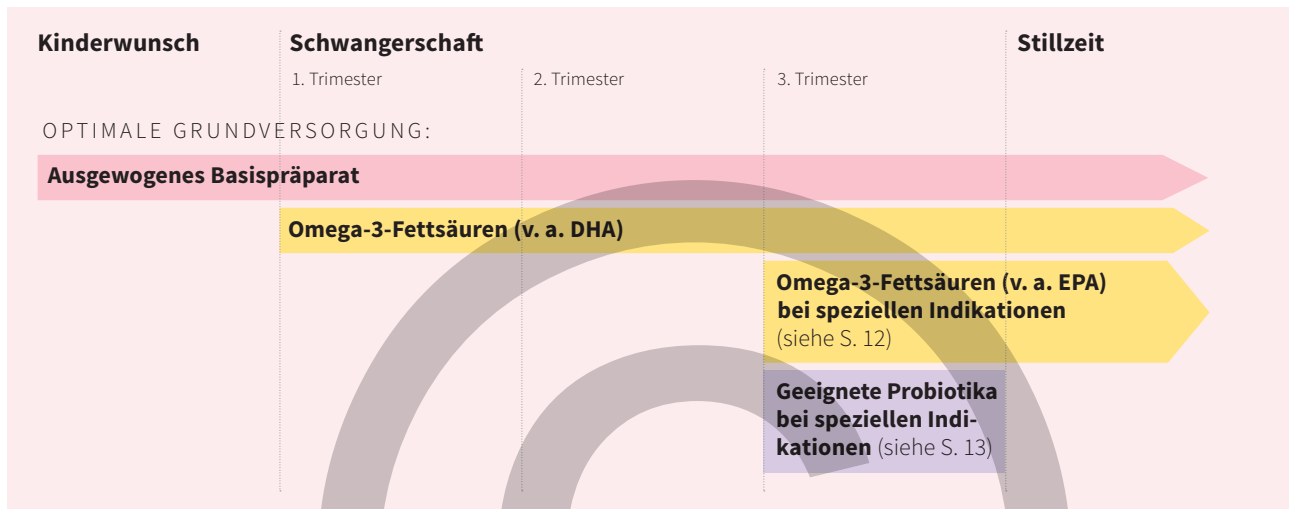 Kinderwunsch
Schwangerschaft
Stillzeit
1. Trimester
2. Trimester
3. Trimester
OPTIMALE GRUNDVERSORGUNG:
Ausgewogenes Basispräparat
Omega-3-Fettsäuren (v. a. DHA)
Omega-3-Fettsäuren (v. a. EPA)
bei speziellen Indikationen
(siehe S. 12)
Geeignete Probiotika
bei speziellen Indi-
kationen (siehe S. 13)